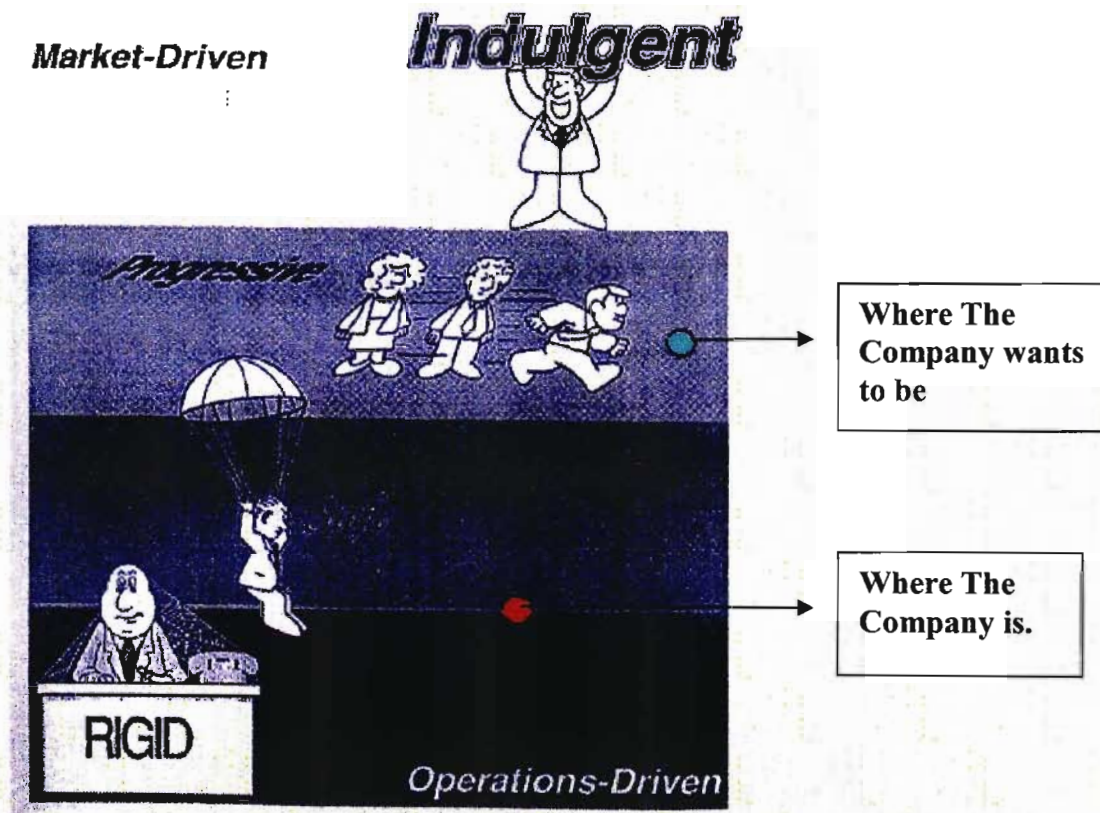 Market-Driven
Indulgent
Progressive
Where The
Company wants
to be
Where The
Company is.
RIGID
Operations-Driven